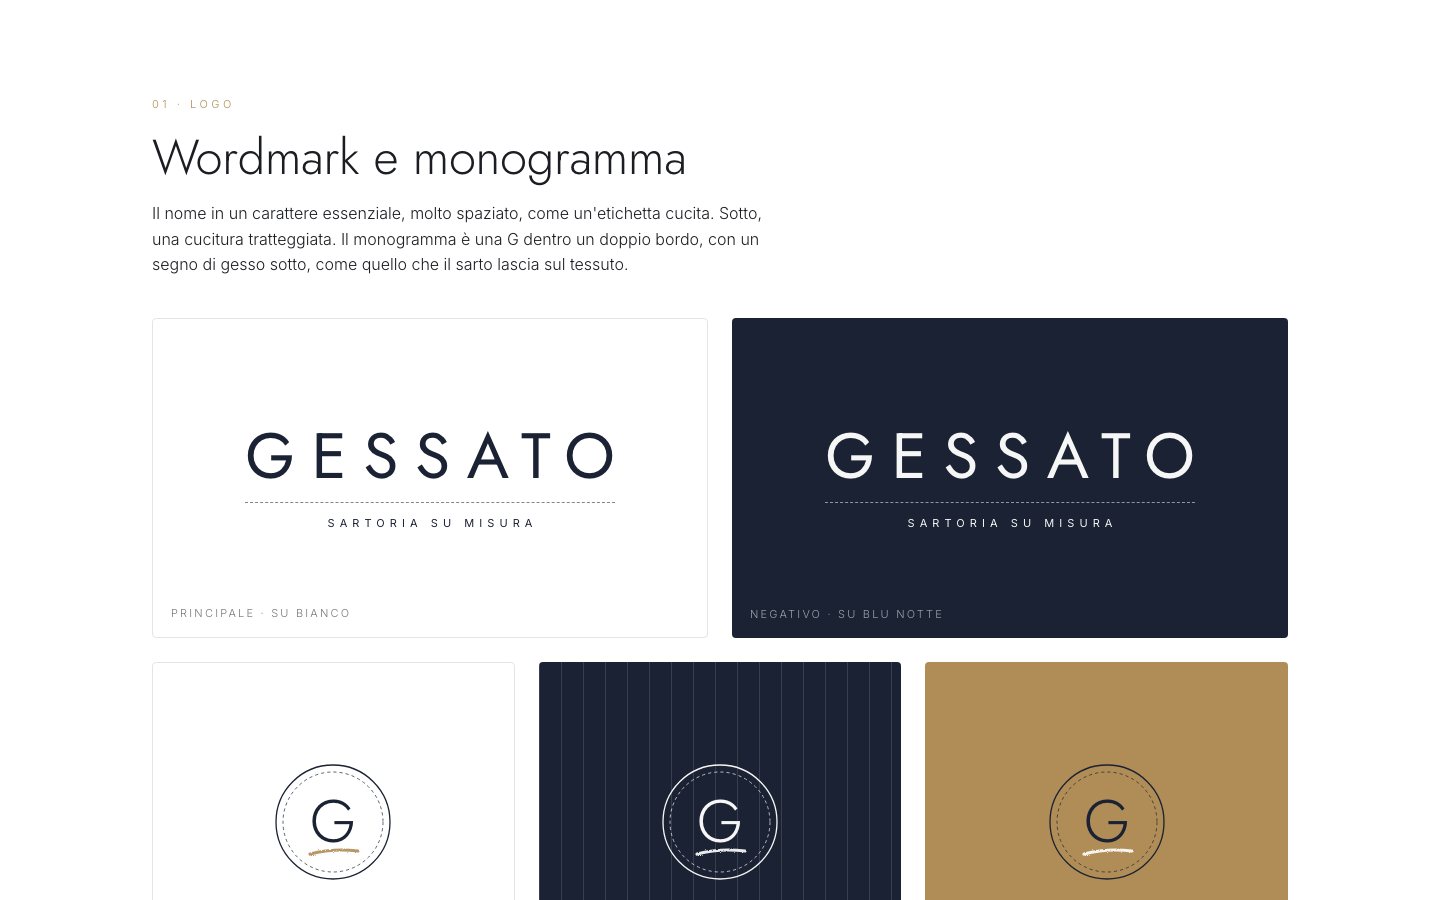 01 · LOGO
Wordmark e monogramma
Il nome in un carattere essenziale, molto spaziato, come un'etichetta cucita. Sotto,
una cucitura tratteggiata. Il monogramma è una G dentro un doppio bordo, con un
segno di gesso sotto, come quello che il sarto lascia sul tessuto.
GESSATO
SARTORIA SU MISURA
PRINCIPALE · SU BIANCO
GESSATO
SARTORIA SU MISURA
NEGATIVO · SU BLU NOTTE
G
G
G